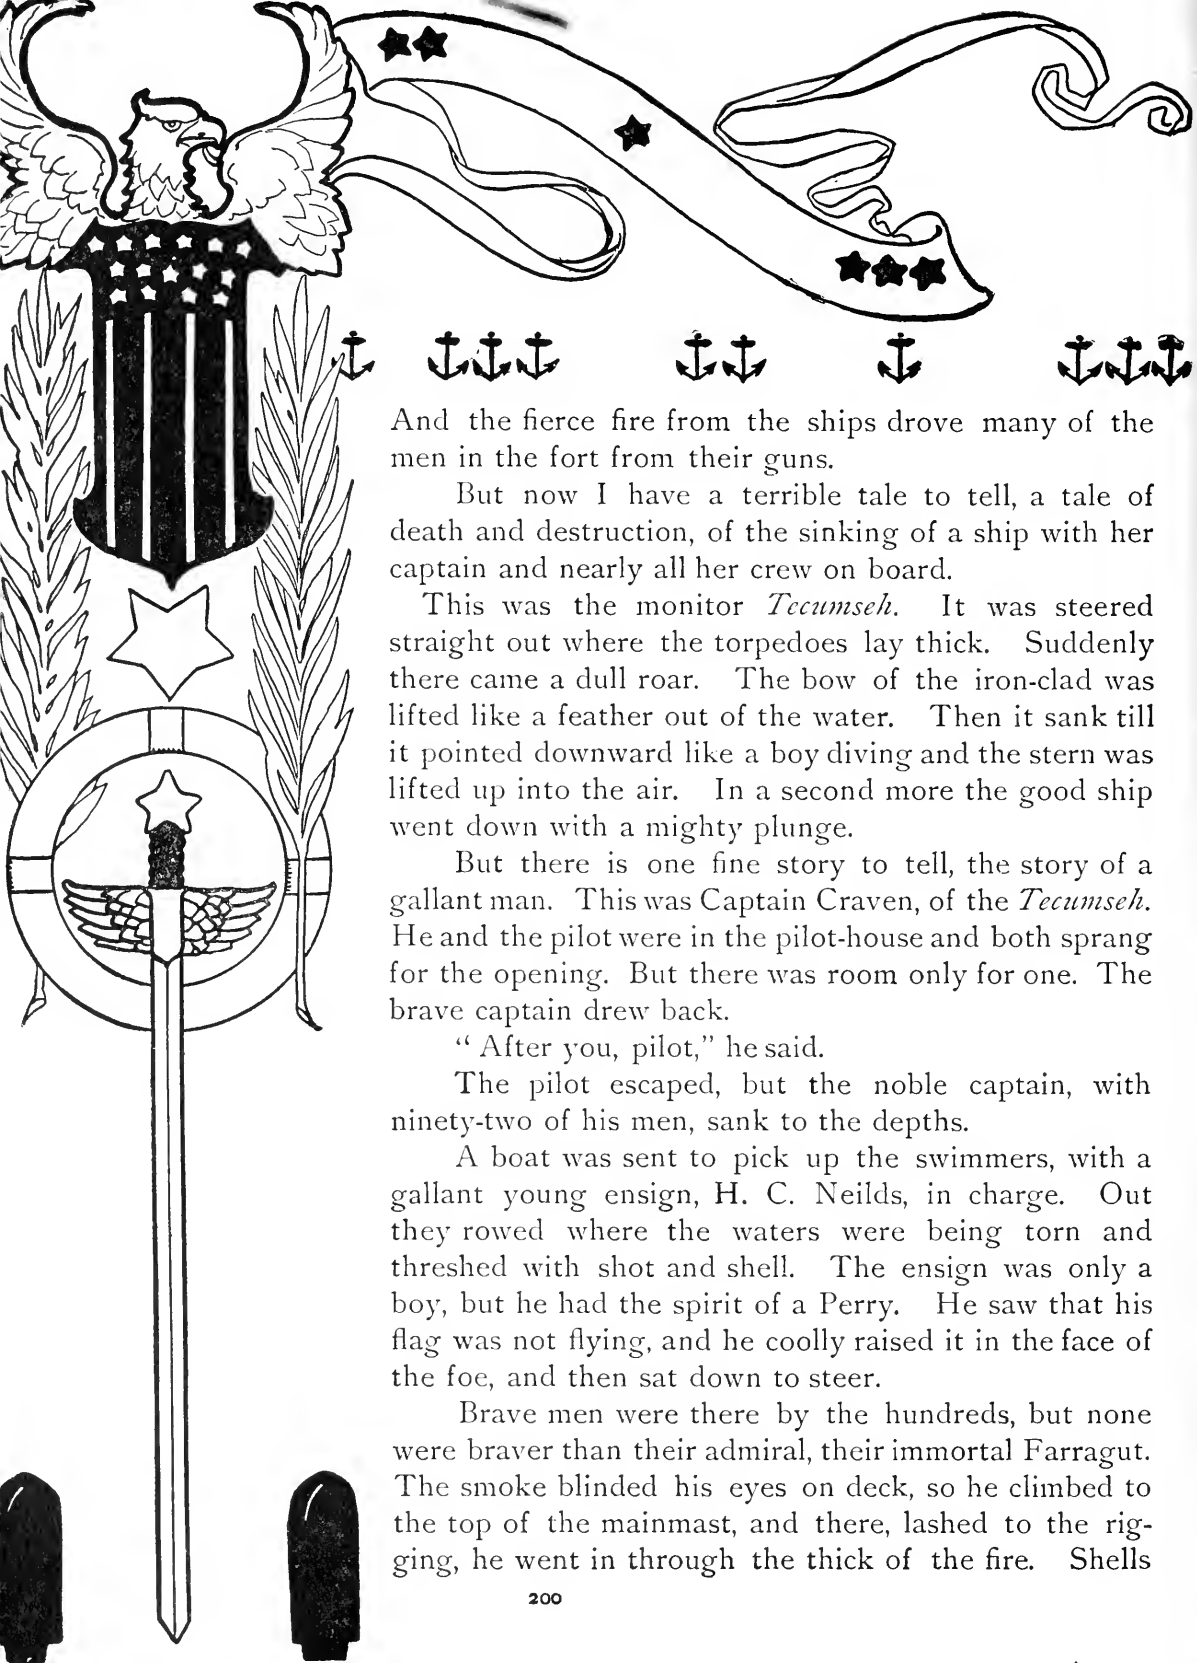 And the fierce fire from the ships drove many of the
men in the fort from their guns.
But now I have a terrible tale to tell, a tale of
death and destruction, of the sinking of a ship with her
captain and nearly all her crew on board.
This was the monitor Tecumseh. It was steered
straight out where the torpedoes lay thick. Suddenly
there came a dull roar. The bow of the iron-clad was
lifted like a feather out of the water. Then it sank till
it pointed downward like a boy diving and the stern was
lifted up into the air. In a second more the good ship
went down with a mighty plunge.
But there is one fine story to tell, the story of a
gallant man. This was Captain Craven, of the Tecumseh.
He and the pilot were in the pilot-house and both sprang
for the opening. But there was room only for one. The
brave captain drew back.
“ After you, pilot,” he said.
The pilot escaped, but the noble captain, with
ninety-two of his men, sank to the depths.
A boat was sent to pick up the swimmers, with a
gallant young ensign, H. C. Neilds, in charge. Out
they rowed where the waters were being torn and
threshed with shot and shell. The ensign was only a
boy, but he had the spirit of a Perry. He saw that his
flag was not flying, and he coolly raised it in the face of
the foe, and then sat down to steer.
Brave men were there by the hundreds, but none
were braver than their admiral, their immortal Farragut.
The smoke blinded his eyes on deck, so he climbed to
the top of the mainmast, and there, lashed to the rig-
ging, he went in through the thick of the fire. Shells
200